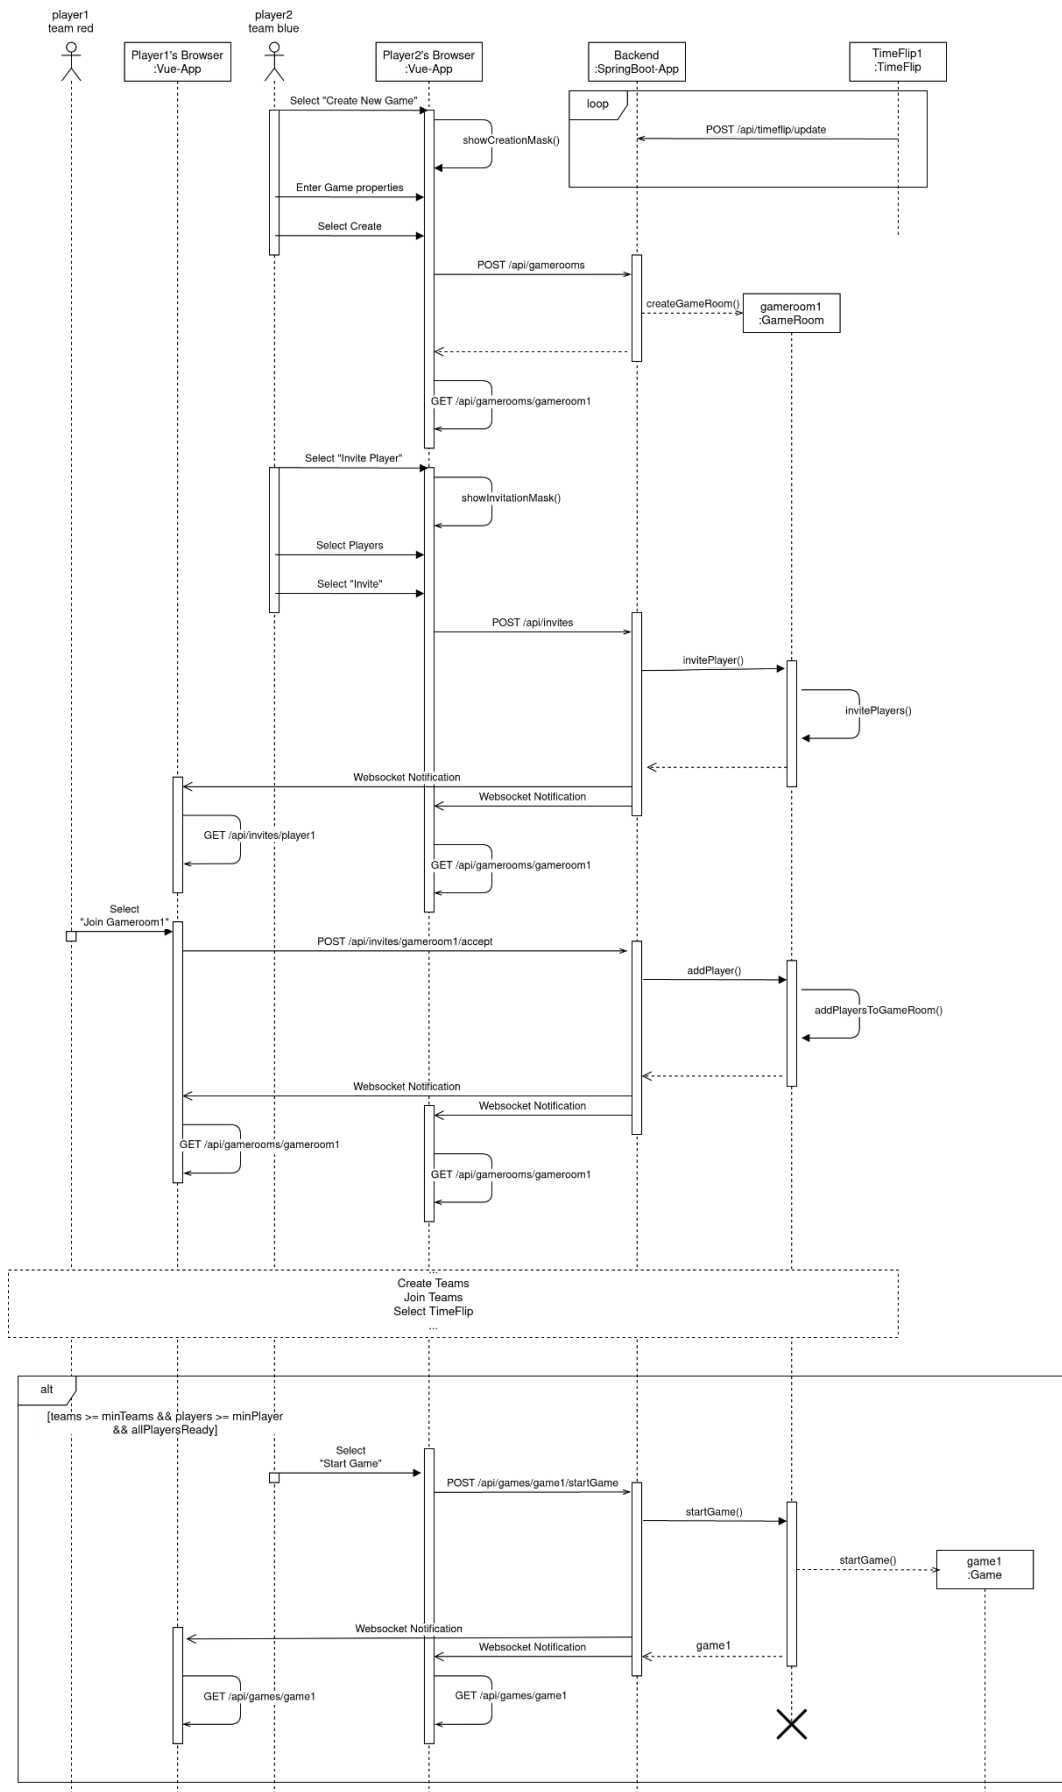 player1
team red
player2
team blue
Player1's Browser
:Vue-App
Player2's Browser
:Vue-App
Backend
:SpringBoot-App
TimeFlip1
:TimeFlip
loop
Select "Create New Game"
POST /api/timeflip/update
showCreationMask()
Enter Game properties
Select Create
POST /api/gamerooms
createGameRoom()
gameroom1
:GameRoom
GET /api/gamerooms/gameroom1
Select "Invite Player"
showInvitationMask()
Select Players
Select "Invite"
POST /api/invites
invitePlayer()
invitePlayers()
Websocket Notification
Websocket Notification
GET /api/invites/player1
GET /api/gamerooms/gameroom1
Select
"Join Gameroom1"
POST /api/invites/gameroom1/accept
addPlayer()
addPlayersToGameRoom()
Websocket Notification
Websocket Notification
GET /api/gamerooms/gameroom1
GET /api/gamerooms/gameroom1
...
Create Teams
Join Teams
Select TimeFlip
...
alt
[teams >= minTeams && players >= minPlayer
&& allPlayersReady]
Select
"Start Game"
POST /api/games/game1/startGame
startGame()
startGame()
game1
:Game
Websocket Notification
Websocket Notification
game1
GET /api/games/game1
GET /api/games/game1